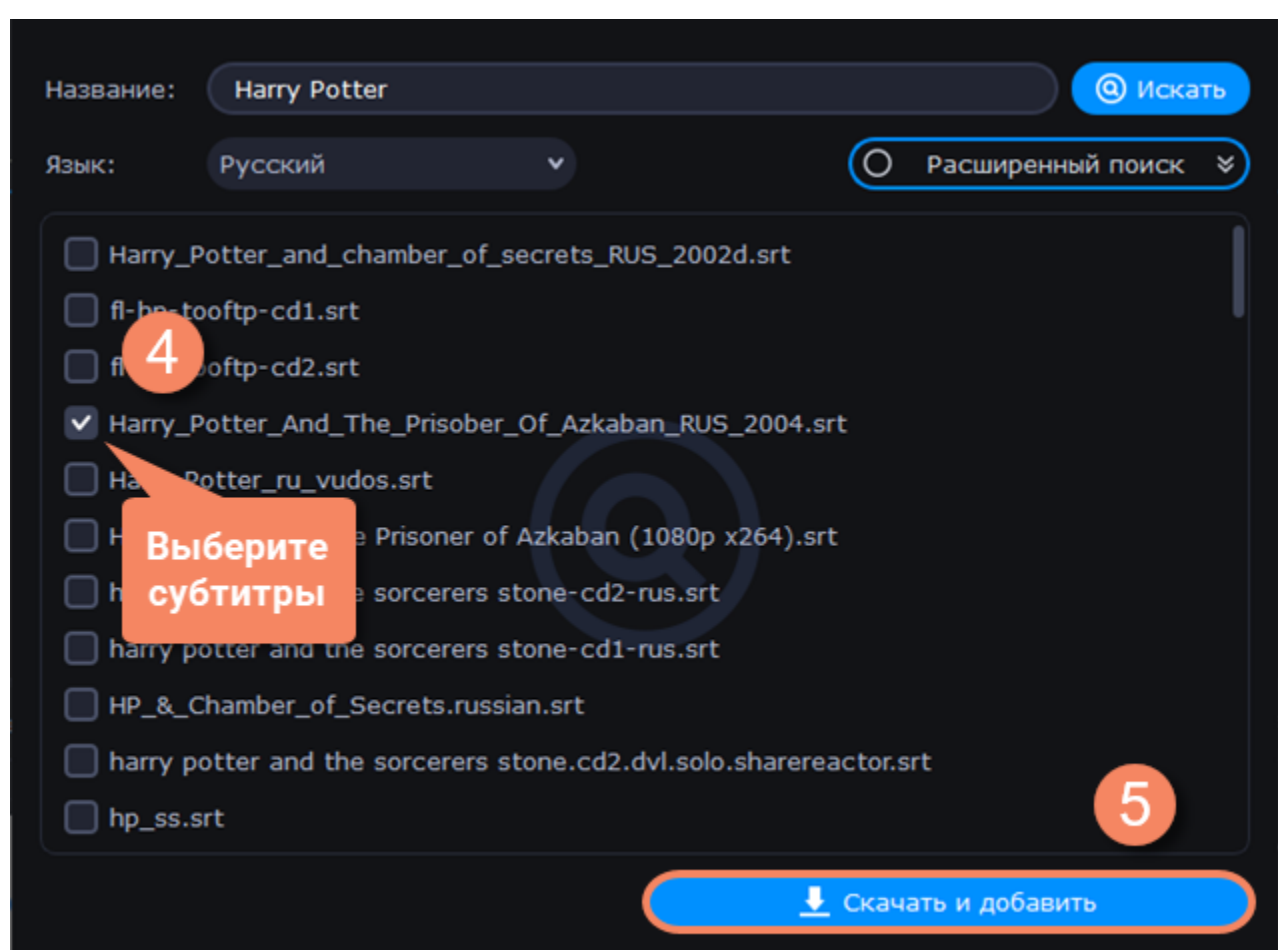 Название: Harry Potter Искать
Язык: Русский Расширенный поиск
Harry_Potter_and_chamber_of_secrets_RUS_2002d.srt
fl-hp-tooftp-cd1.srt
4
oftp-cd2.srt
Harry_Potter_And_The_Prisober_Of_Azkaban_RUS_2004.srt
Potter_ru_vudos.srt
Prisoner of Azkaban (1080p x264).srt
Выберите
субтитры
sorcerers stone-cd2-rus.srt
harry potter and the sorcerers stone-cd1-rus.srt
HP_&_Chamber_of_Secrets.russian.srt
harry potter and the sorcerers stone.cd2.dvl.solo.sharereactor.srt
hp_ss.srt
5
Скачать и добавить